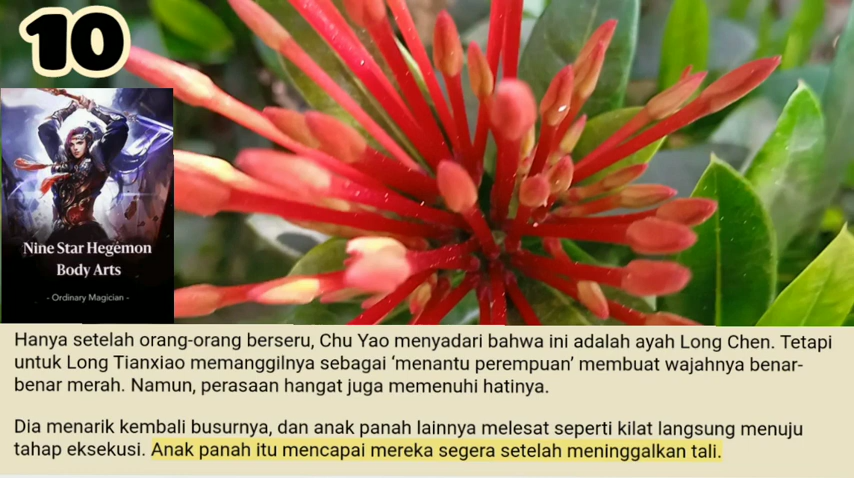 10
Nine Star Hegemon
Body Arts
- Ordinary Magician -
Hanya setelah orang-orang berseru, Chu Yao menyadari bahwa ini adalah ayah Long Chen. Tetapi
untuk Long Tianxiao memanggilnya sebagai ‘menantu perempuan’ membuat wajahnya benar-
benar merah. Namun, perasaan hangat juga memenuhi hatinya.
Dia menarik kembali busurnya, dan anak panah lainnya melesat seperti kilat langsung menuju
tahap eksekusi. Anak panah itu mencapai mereka segera setelah meninggalkan tali.